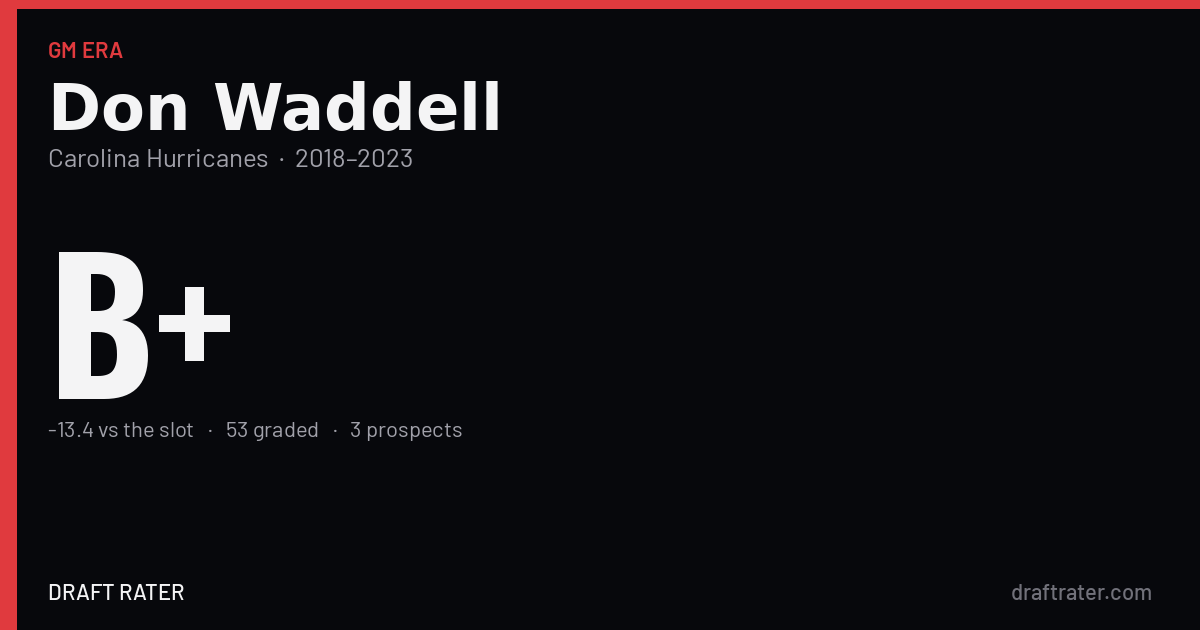 GM ERA
Don Waddell
Carolina Hurricanes · 2018–2023
B+
-13.4 vs the slot · 53 graded · 3 prospects
DRAFT RATER
draftrater.com